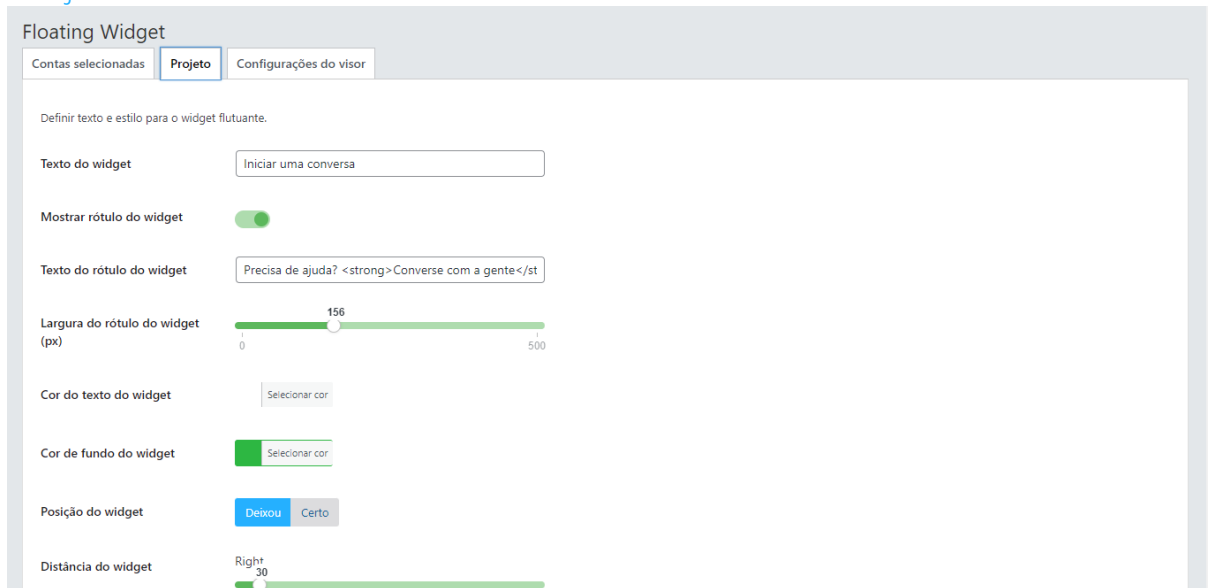 Floating Widget
Contas selecionadas Projeto Configurações do visor
Definir texto e estilo para o widget flutuante.
Texto do widget Iniciar uma conversa
Mostrar rótulo do widget
Texto do rótulo do widget Precisa de ajuda? <strong>Converse com a gente</st
156
Largura do rótulo do widget
(px)
0 500
Cor do texto do widget Selecionar cor
Cor de fundo do widget Selecionar cor
Posição do widget Deixou Certo
Right
Distância do widget
30